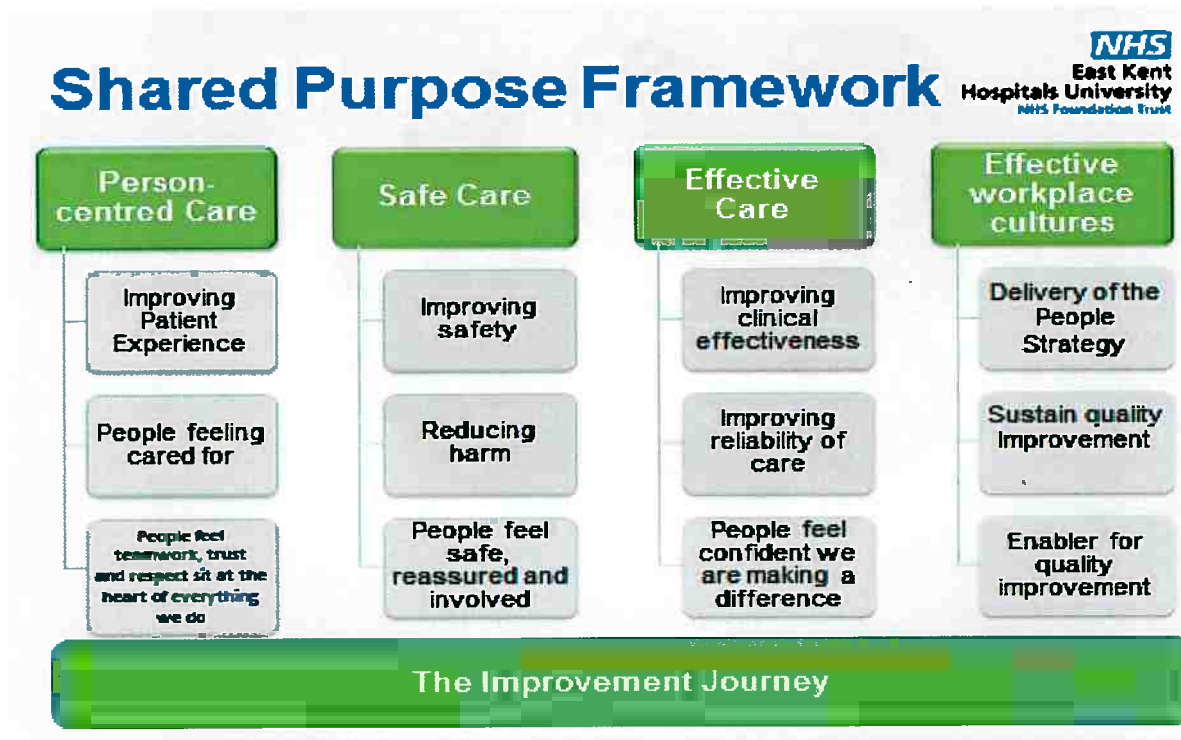 Shared Purpose Framework
NHS
East Kent
Hospitals University
NHS Foundation Trust
Person-
centred Care
Improving
Patient
Experience
People feeling
cared for
People feel
teamwork, trust
and respect sit at the
heart of everything
we do
Safe Care
Improving
safety
Reducing
harm
People feel
safe,
reassured and
involved
Effective
Care
Improving
clinical
effectiveness
Improving
reliability of
care
People feel
confident we
are making a
difference
Effective
workplace
cultures
Delivery of the
People
Strategy
Sustain quality
Improvement
Enabler for
quality
improvement
The Improvement Journey